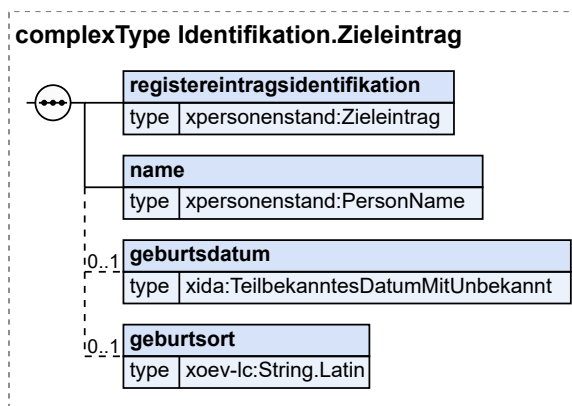 complexType Identifikation.Zieleintrag
registereintragsidentifikation
type xpersonenstand:Zieleintrag
name
type xpersonenstand:PersonName
0..1 geburtsdatum
type xida:TeilbekanntesDatumMitUnbekannt
0..1 geburtsort
type xoev-lc:String.Latin